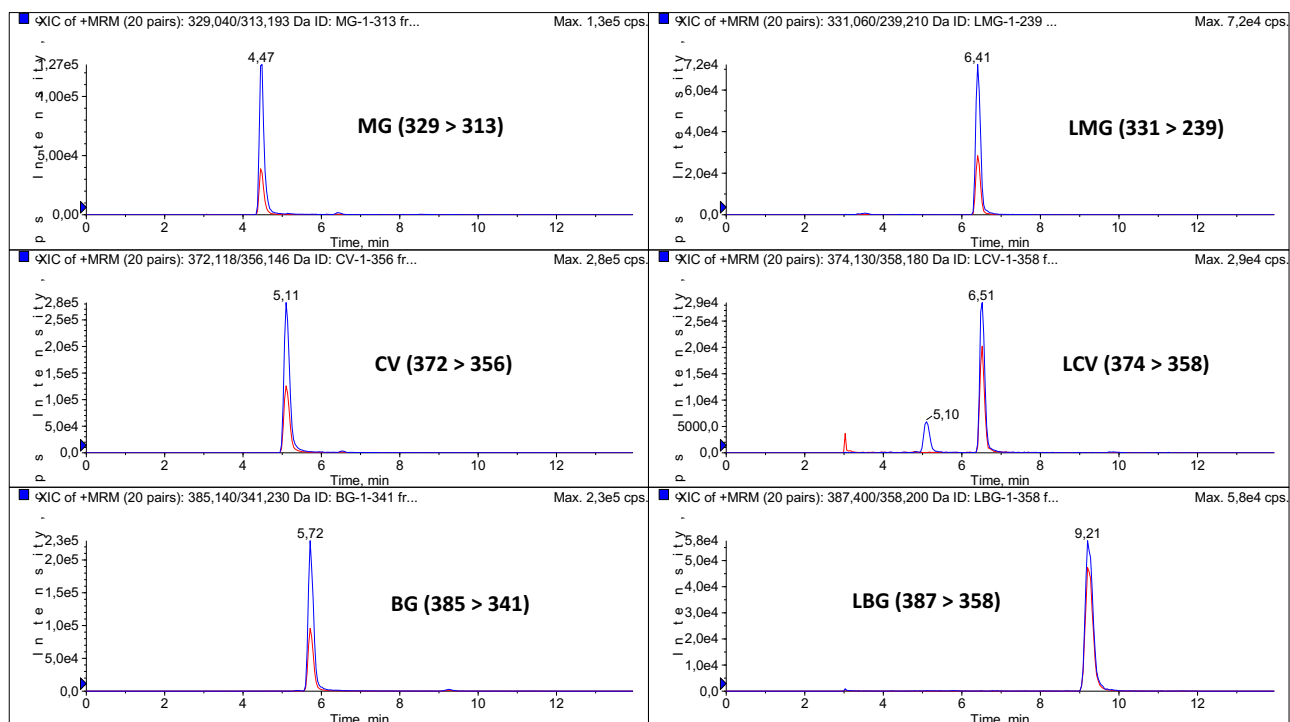 XIC of +MRM (20 pairs): 329,040/313,193 Da ID: MG-1-313 fr... Max. 1,3e5 cps.
4,47
1,27e5
1,00e5
MG (329 > 313)
5,00e4
0,00
0 2 4 6 8 10 12
Time, min
XIC of +MRM (20 pairs): 331,060/239,210 Da ID: LMG-1-239 ... Max. 7,2e4 cps.
6,41
7,2e4
6,0e4
LMG (331 > 239)
4,0e4
2,0e4
0,0
0 2 4 6 8 10 12
Time, min
XIC of +MRM (20 pairs): 372,118/356,146 Da ID: CV-1-356 fr... Max. 2,8e5 cps.
5,11
2,8e5
2,5e5
2,0e5
CV (372 > 356)
1,5e5
1,0e5
5,0e4
0,0
0 2 4 6 8 10 12
Time, min
XIC of +MRM (20 pairs): 374,130/358,180 Da ID: LCV-1-358 f... Max. 2,9e4 cps.
6,51
2,9e4
2,5e4
2,0e4
LCV (374 > 358)
1,5e4
1,0e4
5,10
5000,0
0,0
0 2 4 6 8 10 12
Time, min
XIC of +MRM (20 pairs): 385,140/341,230 Da ID: BG-1-341 fr... Max. 2,3e5 cps.
5,72
2,3e5
2,0e5
1,5e5
BG (385 > 341)
1,0e5
5,0e4
0,0
0 2 4 6 8 10 12
Time, min
XIC of +MRM (20 pairs): 387,400/358,200 Da ID: LBG-1-358 f... Max. 5,8e4 cps.
9,21
5,8e4
5,0e4
4,0e4
LBG (387 > 358)
3,0e4
2,0e4
1,0e4
0,0
0 2 4 6 8 10 12
Time, min